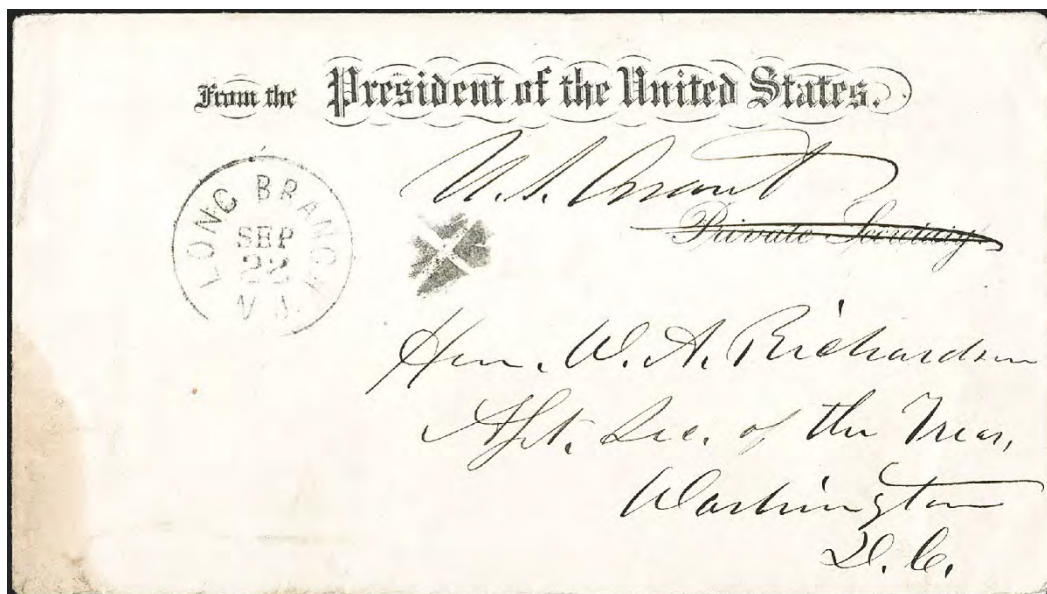 From the President of the United States.
U. S. Grant
Private Secretary
LONG BRANCH
SEP
22
N.J.
Hon. W. A. Richardson
Asst. Sec. of the Treas,
Washington
D. C.